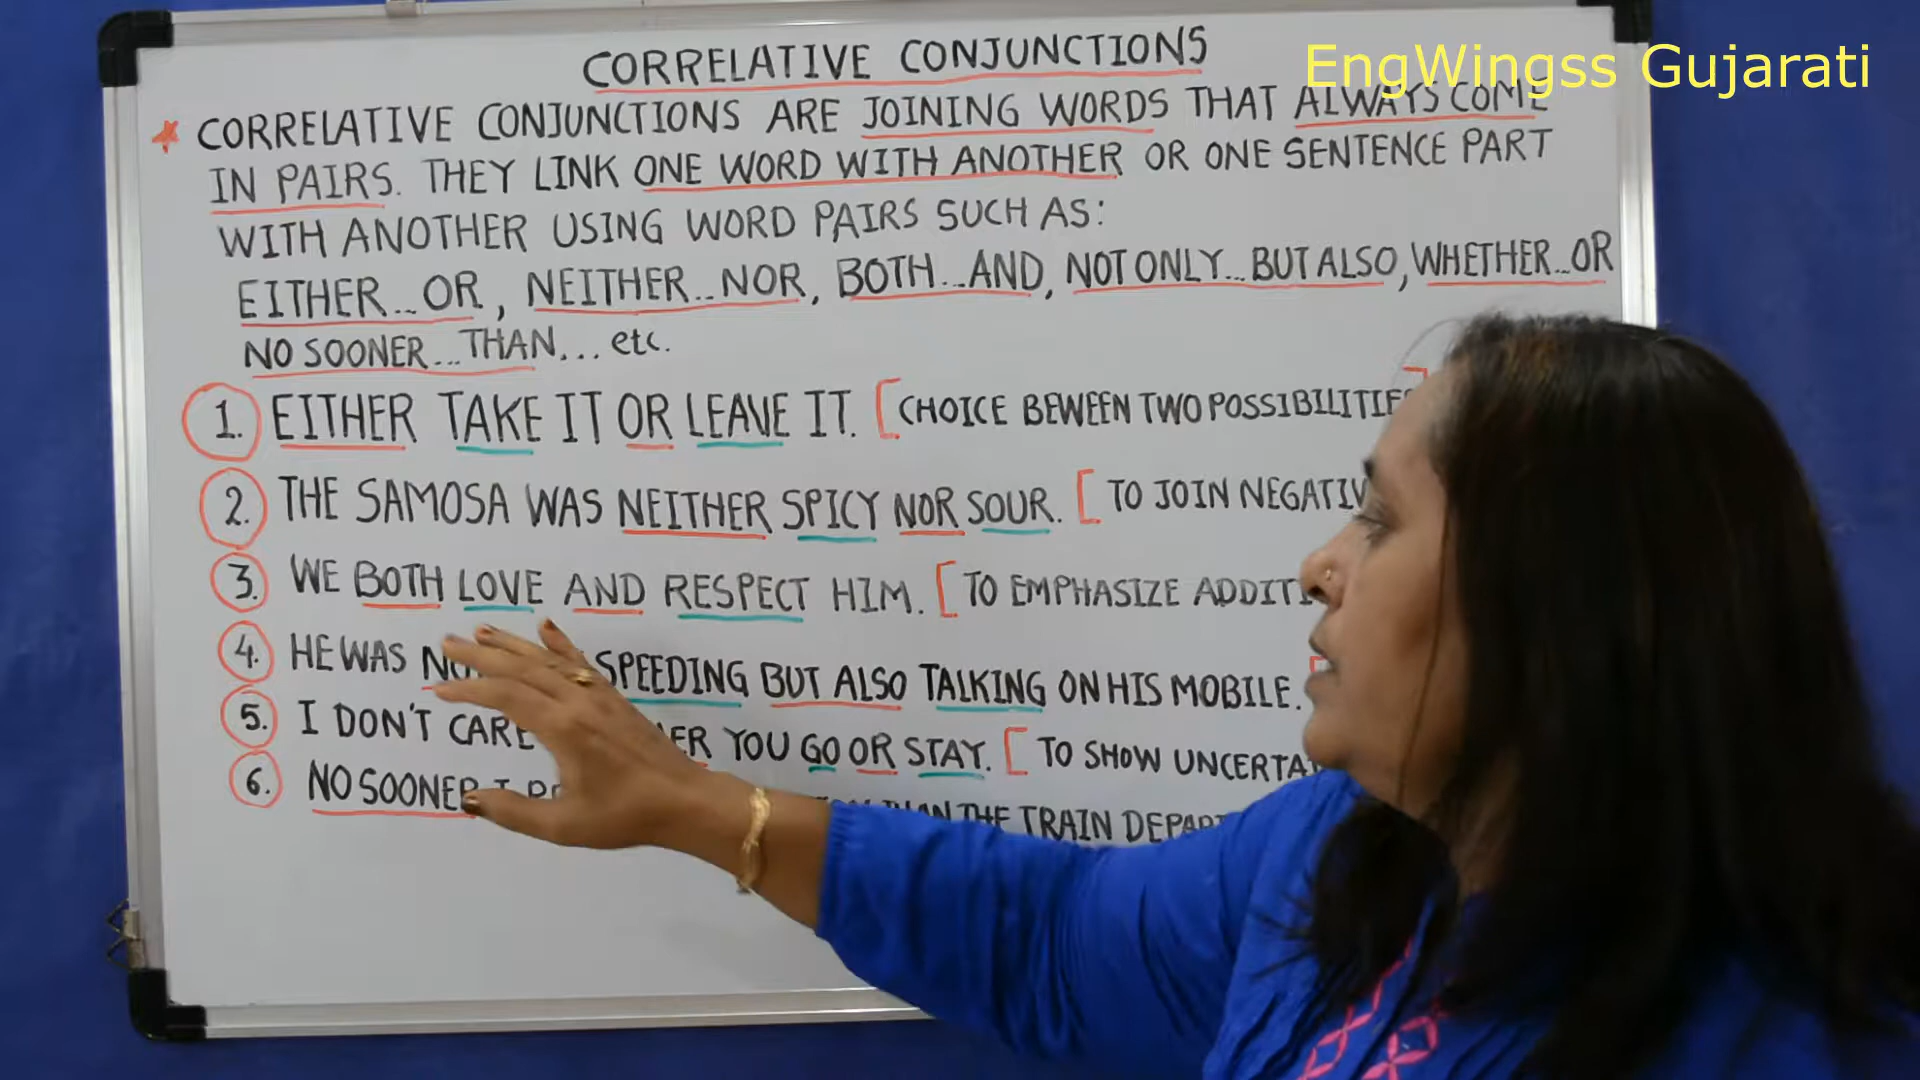 CORRELATIVE CONJUNCTIONS
EngWingss Gujarati
CORRELATIVE CONJUNCTIONS ARE JOINING WORDS THAT ALWAYS COME
IN PAIRS. THEY LINK ONE WORD WITH ANOTHER OR ONE SENTENCE PART
WITH ANOTHER USING WORD PAIRS SUCH AS:
EITHER...OR, NEITHER...NOR, BOTH...AND, NOT ONLY...BUT ALSO, WHETHER...OR
NO SOONER...THAN... etc.
1. EITHER TAKE IT OR LEAVE IT. [CHOICE BEWEEN TWO POSSIBILITIES]
2. THE SAMOSA WAS NEITHER SPICY NOR SOUR. [TO JOIN
3. WE BOTH LOVE AND RESPECT HIM. [TO EMPHASIZE
4. HE WAS SPEEDING BUT ALSO TALKING ON HIS MOBILE. [
5. I DON'T CARE YOU GO OR STAY. [TO SHOW
6. NO SOONER I THAN THE TRAIN